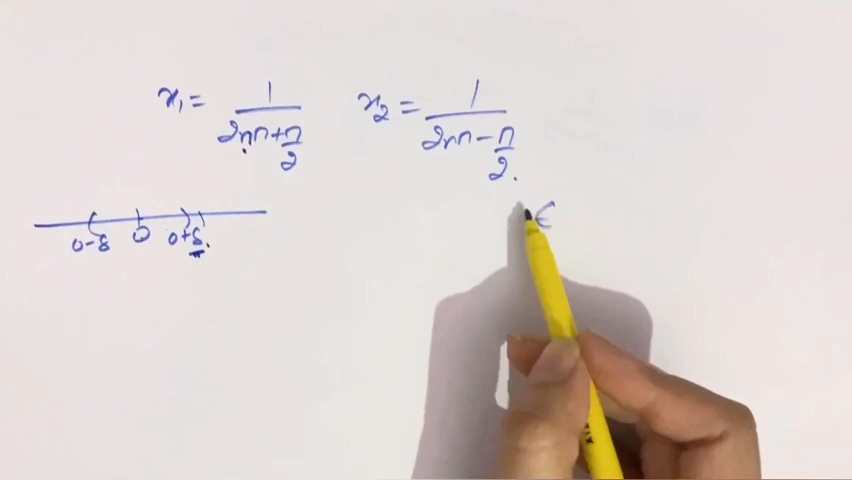 x₁ = 1/(2nπ + π/2) x₂ = 1/(2nπ − π/2).
ϵ
0-δ 0 0+δ.